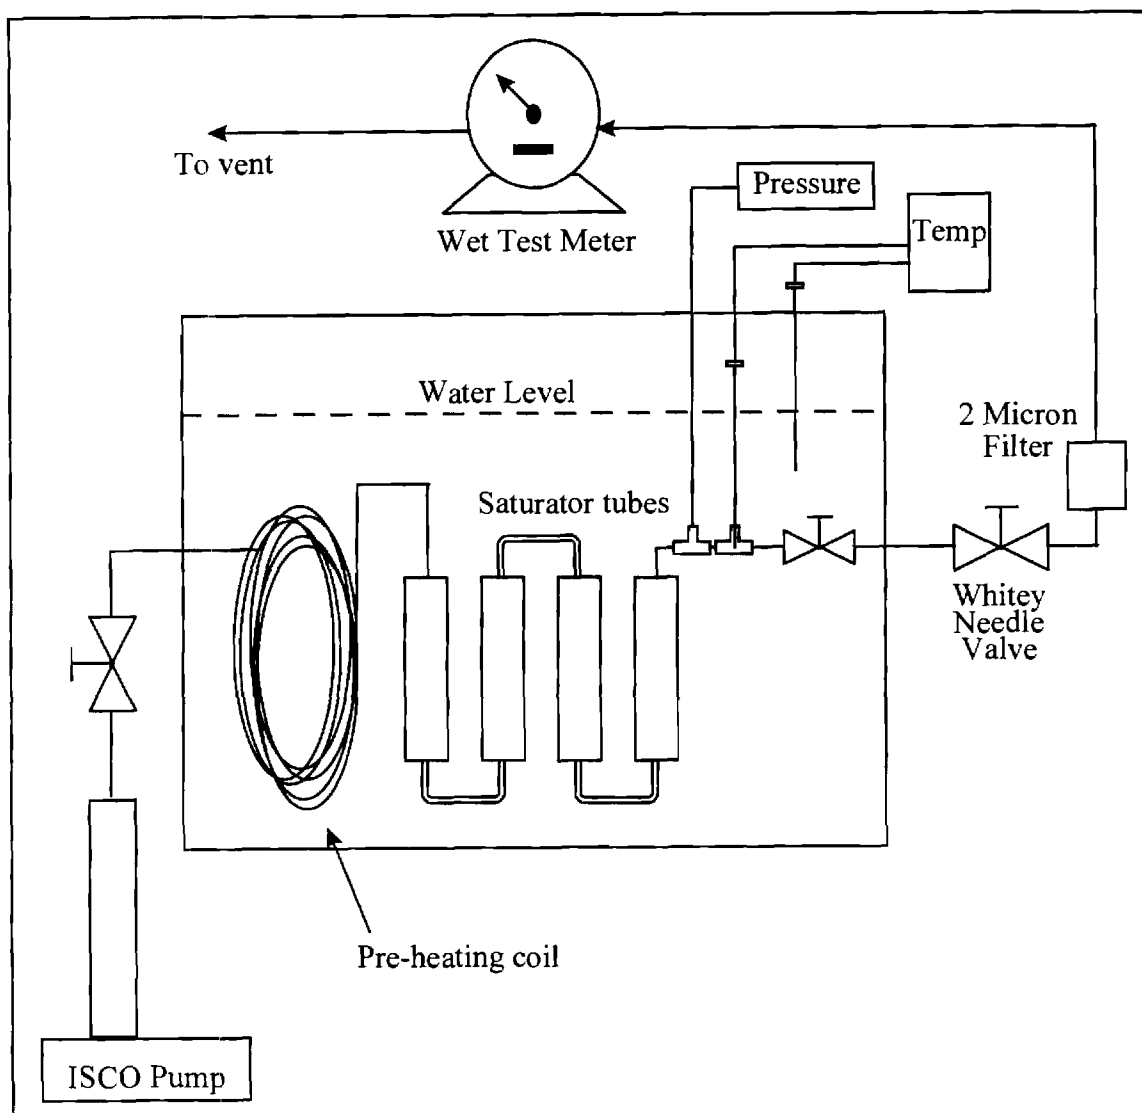 To vent
Pressure
Temp
Wet Test Meter
Water Level
2 Micron
Filter
Saturator tubes
Whitey
Needle
Valve
Pre-heating coil
ISCO Pump